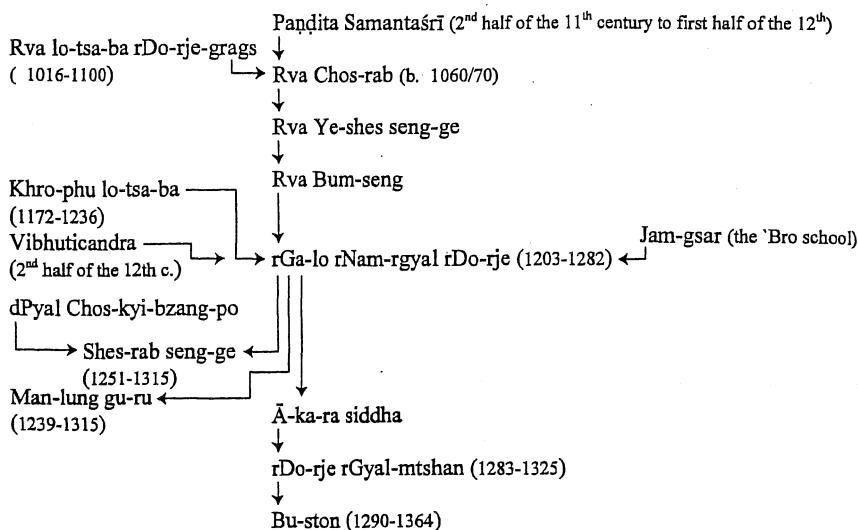 Paṇḍita Samantaśrī (2nd half of the 11th century to first half of the 12th)
Rva lo-tsa-ba rDo-rje-grags
( 1016-1100)
Rva Chos-rab (b. 1060/70)
Rva Ye-shes seng-ge
Rva Bum-seng
Khro-phu lo-tsa-ba
(1172-1236)
Jam-gsar (the `Bro school)
Vibhuticandra
(2nd half of the 12th c.)
rGa-lo rNam-rgyal rDo-rje (1203-1282)
dPyal Chos-kyi-bzang-po
Shes-rab seng-ge
(1251-1315)
Man-lung gu-ru
(1239-1315)
Ā-ka-ra siddha
rDo-rje rGyal-mtshan (1283-1325)
Bu-ston (1290-1364)